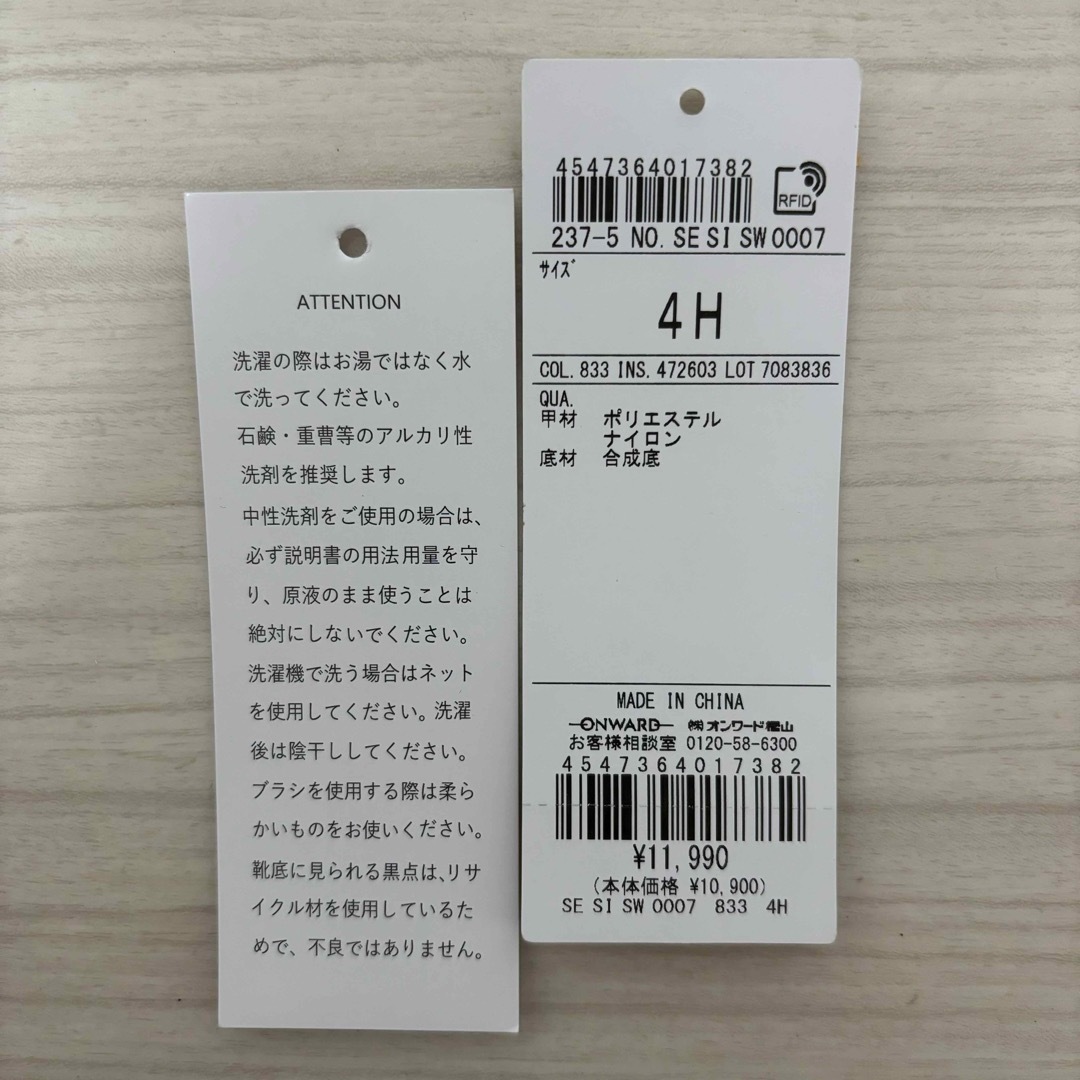 ATTENTION
洗濯の際はお湯ではなく水
で洗ってください。
石鹸・重曹等のアルカリ性
洗剤を推奨します。
中性洗剤をご使用の場合は、
必ず説明書の用法用量を守
り、原液のまま使うことは
絶対にしないでください。
洗濯機で洗う場合はネット
を使用してください。洗濯
後は陰干ししてください。
ブラシを使用する際は柔ら
かいものをお使いください。
靴底に見られる黒点は、リサ
イクル材を使用しているた
めで、不良ではありません。
4547364017382
RFID
237-5 NO. SE SI SW0007
サイズ
4H
COL. 833 INS. 472603 LOT 7083836
QUA.
甲材 ポリエステル
ナイロン
底材 合成底
MADE IN CHINA
ONWARD ㈱オンワード樫山
お客様相談室 0120-58-6300
4547364017382
¥11,990
(本体価格 ¥10,900)
SE SI SW 0007 833 4H